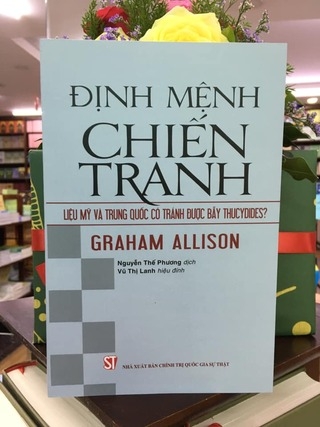 ĐỊNH MỆNH
CHIẾN
TRANH
LIỆU MỸ VÀ TRUNG QUỐC CÓ TRÁNH ĐƯỢC BẪY THUCYDIDES?
GRAHAM ALLISON
Nguyễn Thế Phương dịch
Vũ Thị Lanh hiệu đính
ST
NHÀ XUẤT BẢN CHÍNH TRỊ QUỐC GIA SỰ THẬT